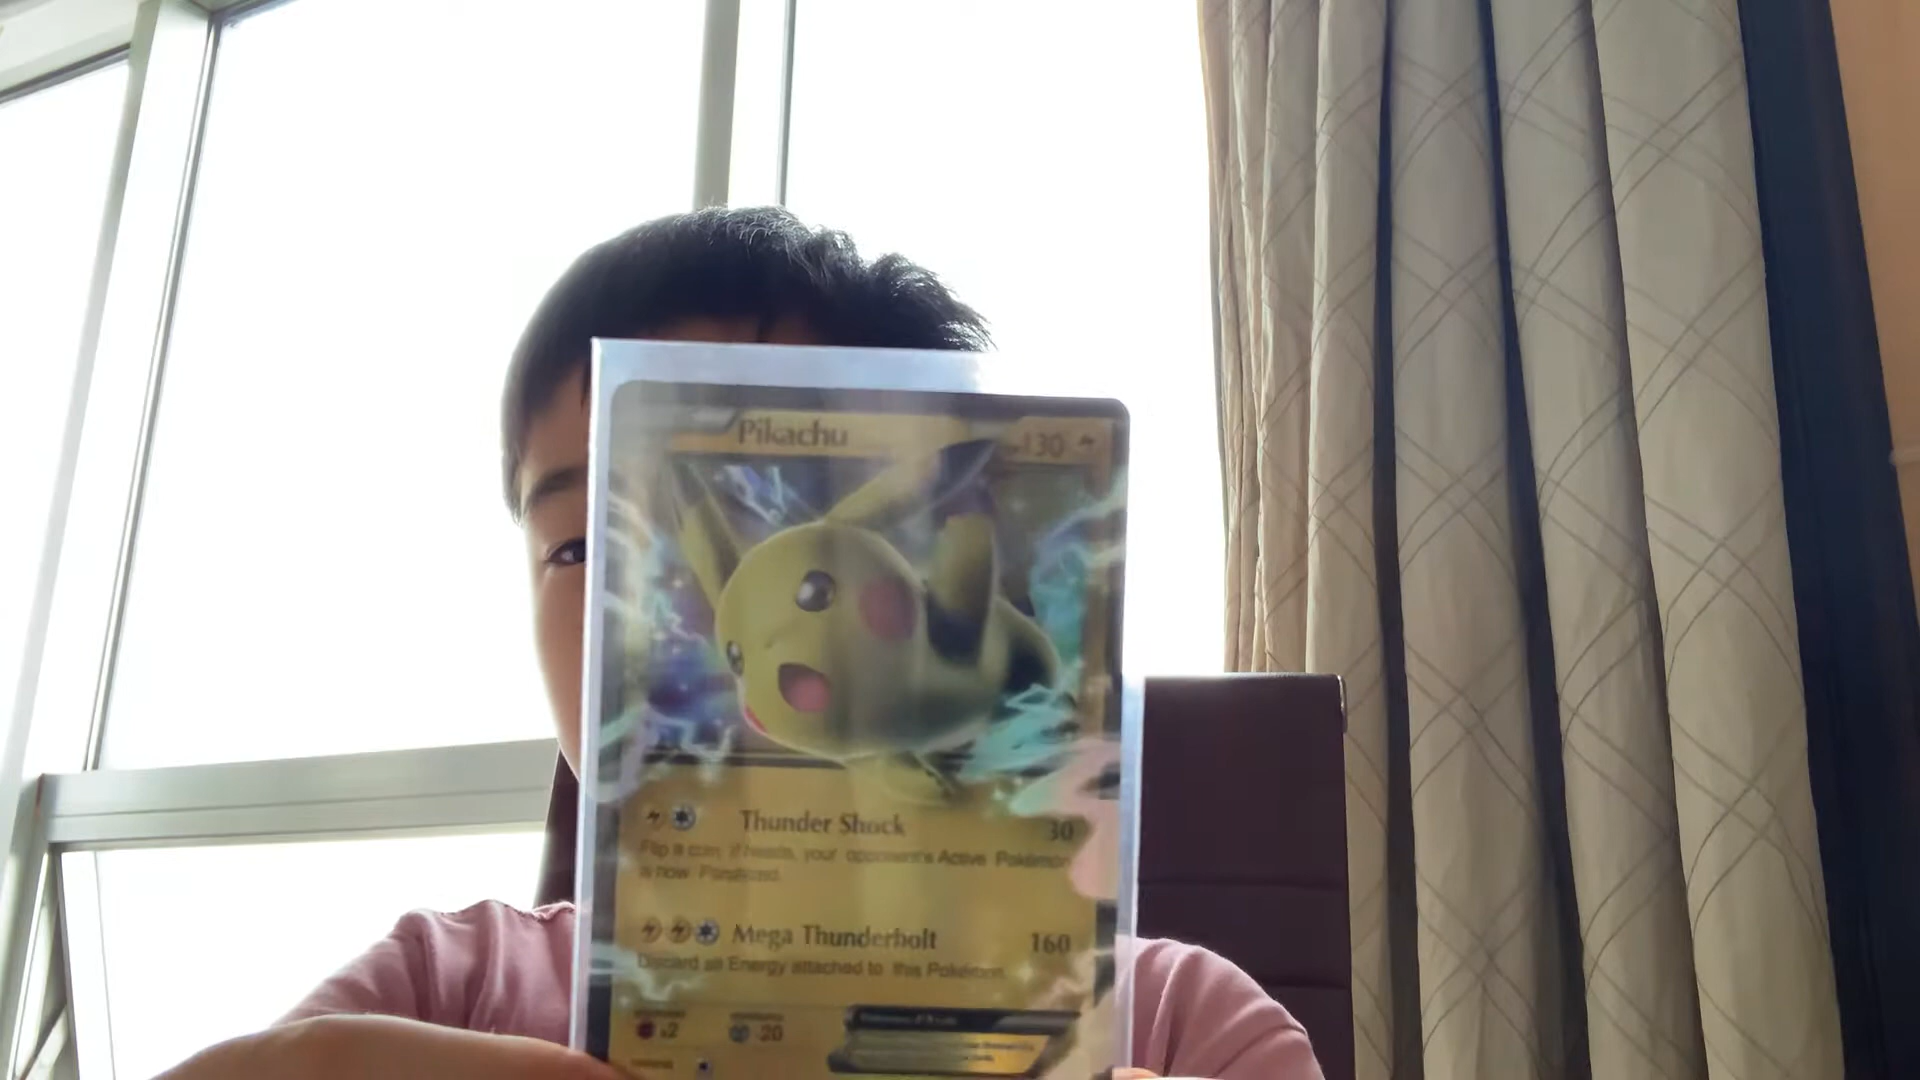 Pikachu 130
Thunder Shock 30
Flip a coin. If heads, your opponent's Active Pokémon
is now Paralyzed.
Mega Thunderbolt 160
Discard all Energy attached to this Pokémon.
x2 -20